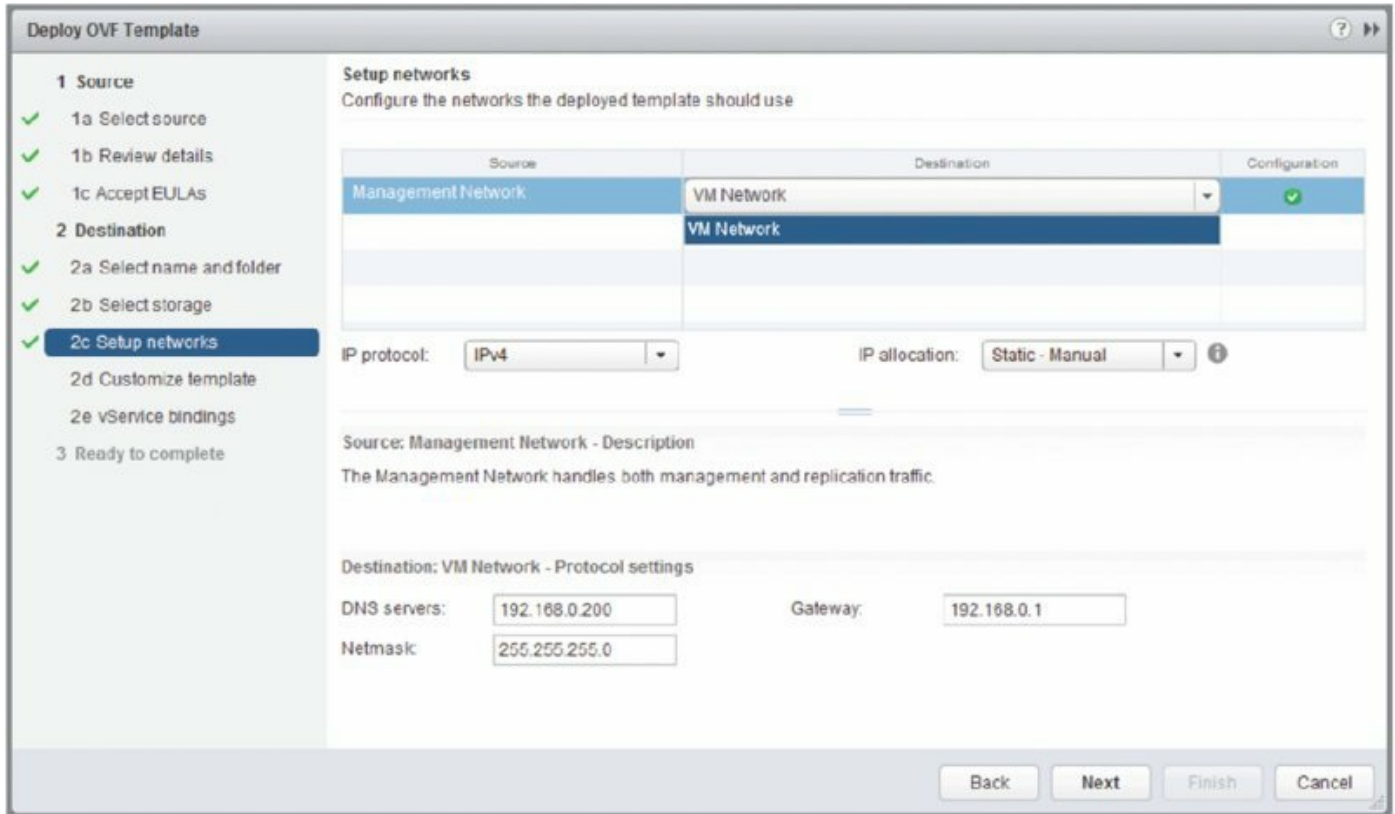 Deploy OVF Template
1 Source
1a Select source
1b Review details
1c Accept EULAs
2 Destination
2a Select name and folder
2b Select storage
2c Setup networks
2d Customize template
2e vService bindings
3 Ready to complete
Setup networks
Configure the networks the deployed template should use
Source Destination Configuration
Management Network VM Network
VM Network
IP protocol: IPv4 IP allocation: Static - Manual
Source: Management Network - Description
The Management Network handles both management and replication traffic.
Destination: VM Network - Protocol settings
DNS servers: 192.168.0.200 Gateway: 192.168.0.1
Netmask: 255.255.255.0
Back Next Finish Cancel